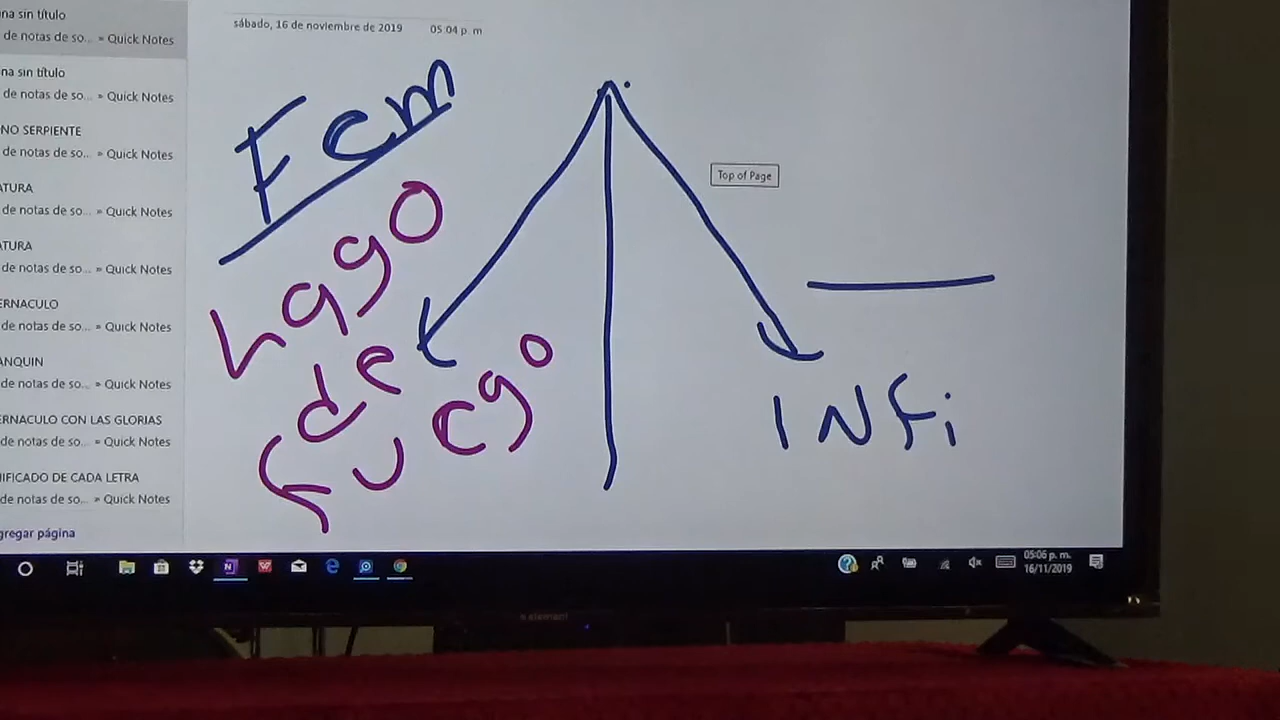 na sin título
de notas de so... » Quick Notes
na sin título
de notas de so... » Quick Notes
NO SERPIENTE
de notas de so... » Quick Notes
ATURA
de notas de so... » Quick Notes
ATURA
de notas de so... » Quick Notes
ERNACULO
de notas de so... » Quick Notes
ANQUIN
de notas de so... » Quick Notes
ERNACULO CON LAS GLORIAS
de notas de so... » Quick Notes
IFICADO DE CADA LETRA
de notas de so... » Quick Notes
gregar página
sábado, 16 de noviembre de 2019 05:04 p. m
Fem
Lago
de
fuego
Top of Page
INFi
05:06 p. m.
16/11/2019
element